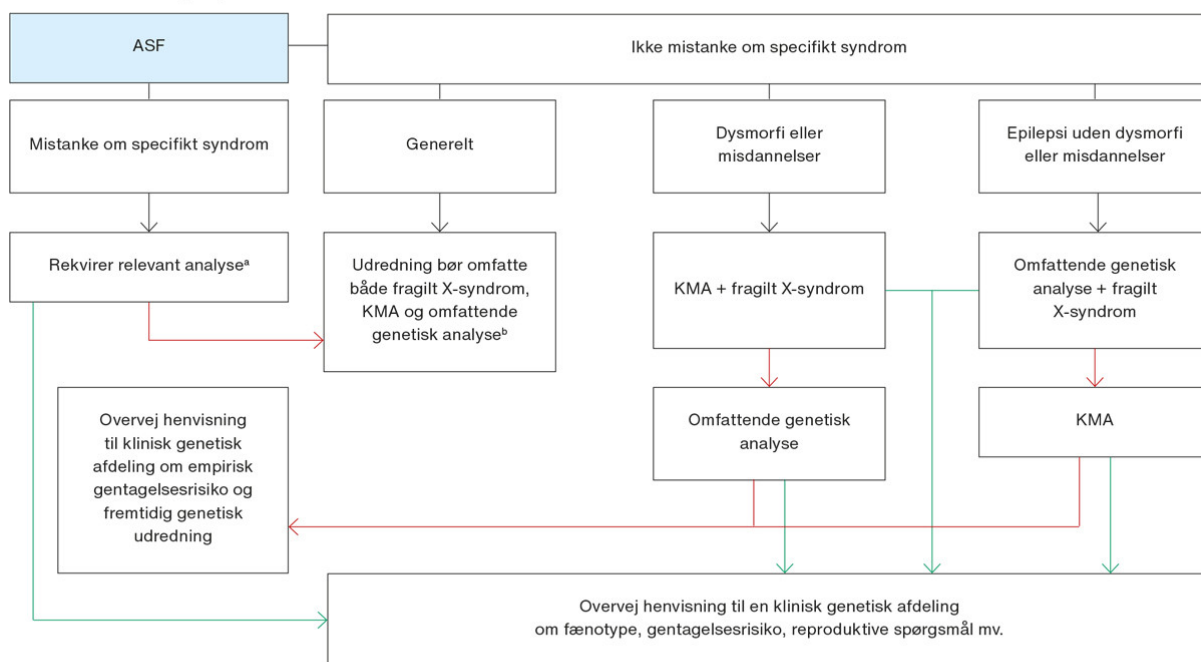 ASF
Ikke mistanke om specifikt syndrom
Mistanke om specifikt syndrom
Generelt
Dysmorfi eller
misdannelser
Epilepsi uden dysmorfi
eller misdannelser
Rekvirer relevant analyseᵃ
Udredning bør omfatte
både fragilt X-syndrom,
KMA og omfattende
genetisk analyseᵇ
KMA + fragilt X-syndrom
Omfattende genetisk
analyse + fragilt
X-syndrom
Overvej henvisning
til klinisk genetisk
afdeling om empirisk
gentagelsesrisiko og
fremtidig genetisk
udredning
Omfattende genetisk
analyse
KMA
Overvej henvisning til en klinisk genetisk afdeling
om fænotype, gentagelsesrisiko, reproduktive spørgsmål mv.